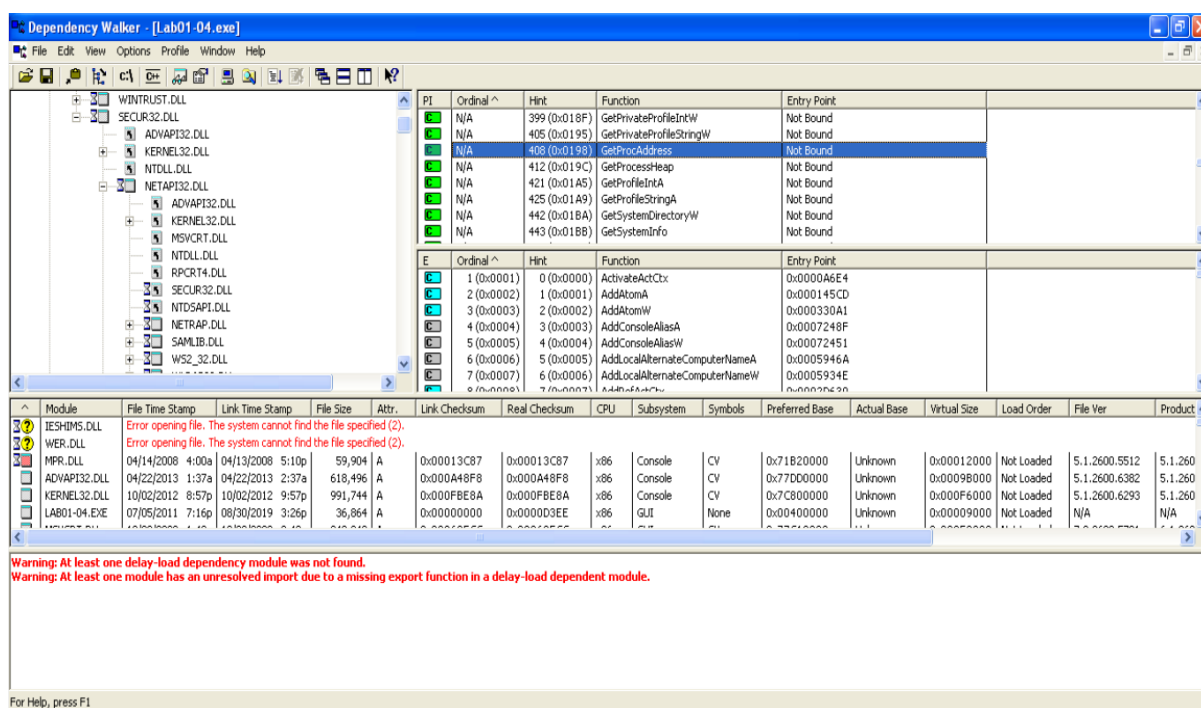 Dependency Walker - [Lab01-04.exe]
File Edit View Options Profile Window Help
C:\ C++
WINTRUST.DLL
SECUR32.DLL
ADVAPI32.DLL
KERNEL32.DLL
NTDLL.DLL
NETAPI32.DLL
ADVAPI32.DLL
KERNEL32.DLL
MSVCRT.DLL
NTDLL.DLL
RPCRT4.DLL
SECUR32.DLL
NTDSAPI.DLL
NETRAP.DLL
SAMLIB.DLL
WS2_32.DLL
PI Ordinal ^ Hint Function Entry Point
C N/A 399 (0x018F) GetPrivateProfileIntW Not Bound
C N/A 405 (0x0195) GetPrivateProfileStringW Not Bound
C N/A 408 (0x0198) GetProcAddress Not Bound
C N/A 412 (0x019C) GetProcessHeap Not Bound
C N/A 421 (0x01A5) GetProfileIntA Not Bound
C N/A 425 (0x01A9) GetProfileStringA Not Bound
C N/A 442 (0x01BA) GetSystemDirectoryW Not Bound
C N/A 443 (0x01BB) GetSystemInfo Not Bound
E Ordinal ^ Hint Function Entry Point
C 1 (0x0001) 0 (0x0000) ActivateActCtx 0x0000A6E4
C 2 (0x0002) 1 (0x0001) AddAtomA 0x000145CD
C 3 (0x0003) 2 (0x0002) AddAtomW 0x000330A1
C 4 (0x0004) 3 (0x0003) AddConsoleAliasA 0x0007248F
C 5 (0x0005) 4 (0x0004) AddConsoleAliasW 0x00072451
C 6 (0x0006) 5 (0x0005) AddLocalAlternateComputerNameA 0x0005946A
C 7 (0x0007) 6 (0x0006) AddLocalAlternateComputerNameW 0x0005934E
C 8 (0x0008) 7 (0x0007) AddRefActCtx 0x0002D630
^ Module File Time Stamp Link Time Stamp File Size Attr. Link Checksum Real Checksum CPU Subsystem Symbols Preferred Base Actual Base Virtual Size Load Order File Ver Product
IESHIMS.DLL Error opening file. The system cannot find the file specified (2).
WER.DLL Error opening file. The system cannot find the file specified (2).
MPR.DLL 04/14/2008 4:00a 04/13/2008 5:10p 59,904 A 0x00013C87 0x00013C87 x86 Console CV 0x71B20000 Unknown 0x00012000 Not Loaded 5.1.2600.5512 5.1.260
ADVAPI32.DLL 04/22/2013 1:37a 04/22/2013 2:37a 618,496 A 0x000A48F8 0x000A48F8 x86 Console CV 0x77DD0000 Unknown 0x0009B000 Not Loaded 5.1.2600.6382 5.1.260
KERNEL32.DLL 10/02/2012 8:57p 10/02/2012 9:57p 991,744 A 0x000FBE8A 0x000FBE8A x86 Console CV 0x7C800000 Unknown 0x000F6000 Not Loaded 5.1.2600.6293 5.1.260
LAB01-04.EXE 07/05/2011 7:16p 08/30/2019 3:26p 36,864 A 0x00000000 0x0000D3EE x86 GUI None 0x00400000 Unknown 0x00009000 Not Loaded N/A N/A
Warning: At least one delay-load dependency module was not found.
Warning: At least one module has an unresolved import due to a missing export function in a delay-load dependent module.
For Help, press F1